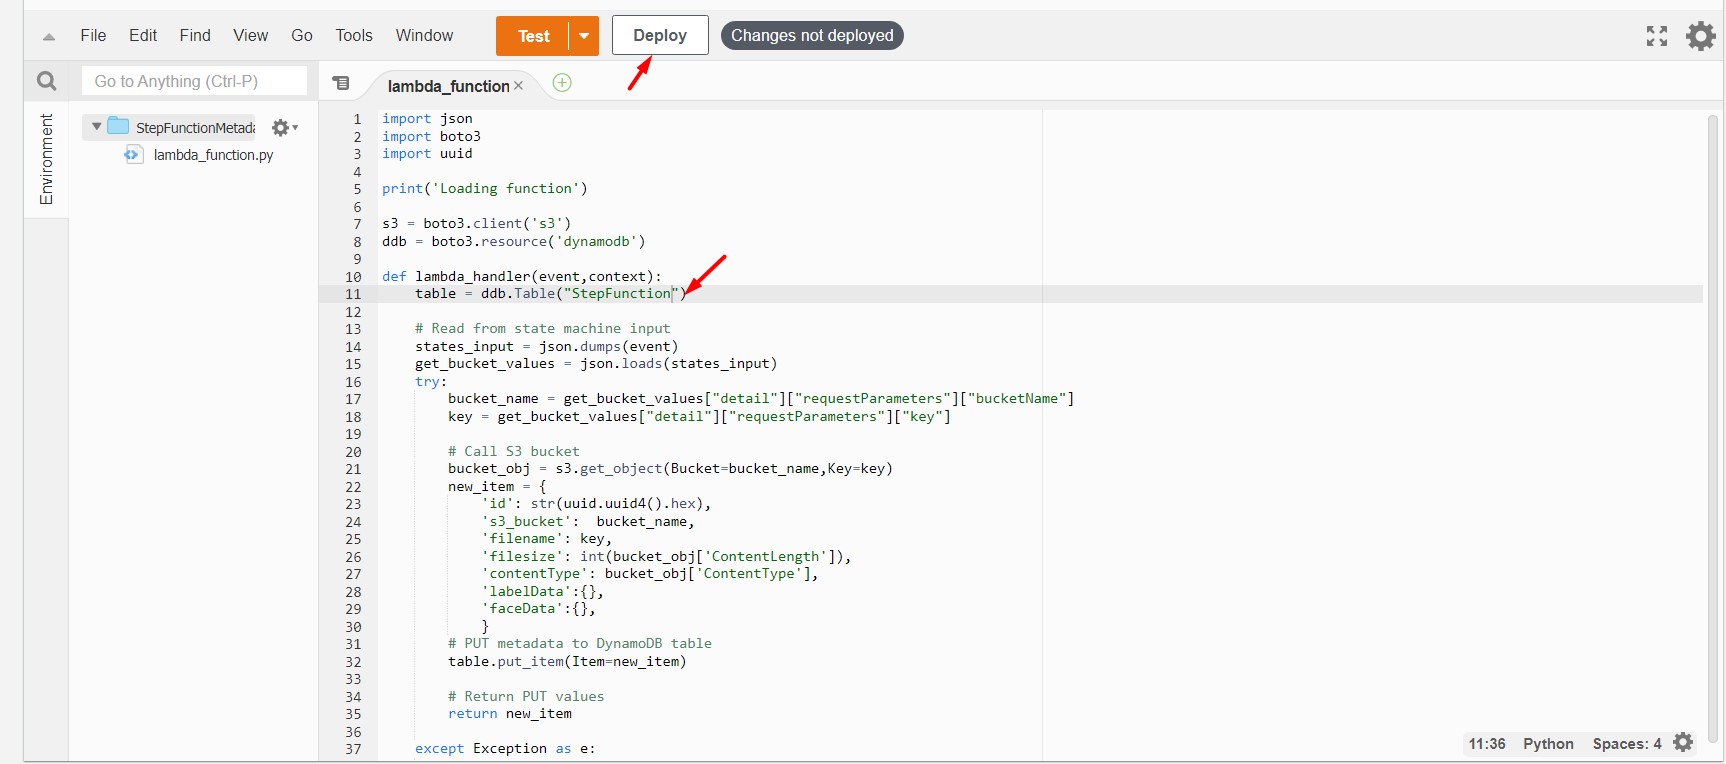 File Edit Find View Go Tools Window Test Deploy Changes not deployed
Go to Anything (Ctrl-P)
lambda_function
Environment
StepFunctionMetada
lambda_function.py
1 import json
2 import boto3
3 import uuid
4
5 print('Loading function')
6
7 s3 = boto3.client('s3')
8 ddb = boto3.resource('dynamodb')
9
10 def lambda_handler(event,context):
11 table = ddb.Table("StepFunction")
12
13 # Read from state machine input
14 states_input = json.dumps(event)
15 get_bucket_values = json.loads(states_input)
16 try:
17 bucket_name = get_bucket_values["detail"]["requestParameters"]["bucketName"]
18 key = get_bucket_values["detail"]["requestParameters"]["key"]
19
20 # Call S3 bucket
21 bucket_obj = s3.get_object(Bucket=bucket_name,Key=key)
22 new_item = {
23 'id': str(uuid.uuid4().hex),
24 's3_bucket':  bucket_name,
25 'filename': key,
26 'filesize': int(bucket_obj['ContentLength']),
27 'contentType': bucket_obj['ContentType'],
28 'labelData':{},
29 'faceData':{},
30 }
31 # PUT metadata to DynamoDB table
32 table.put_item(Item=new_item)
33
34 # Return PUT values
35 return new_item
36
37 except Exception as e:
11:36 Python Spaces: 4